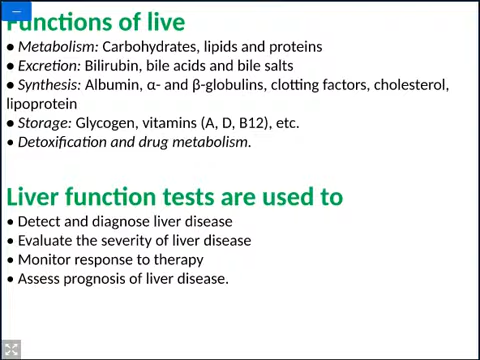 Functions of live
• Metabolism: Carbohydrates, lipids and proteins
• Excretion: Bilirubin, bile acids and bile salts
• Synthesis: Albumin, α- and β-globulins, clotting factors, cholesterol,
lipoprotein
• Storage: Glycogen, vitamins (A, D, B12), etc.
• Detoxification and drug metabolism.
Liver function tests are used to
• Detect and diagnose liver disease
• Evaluate the severity of liver disease
• Monitor response to therapy
• Assess prognosis of liver disease.